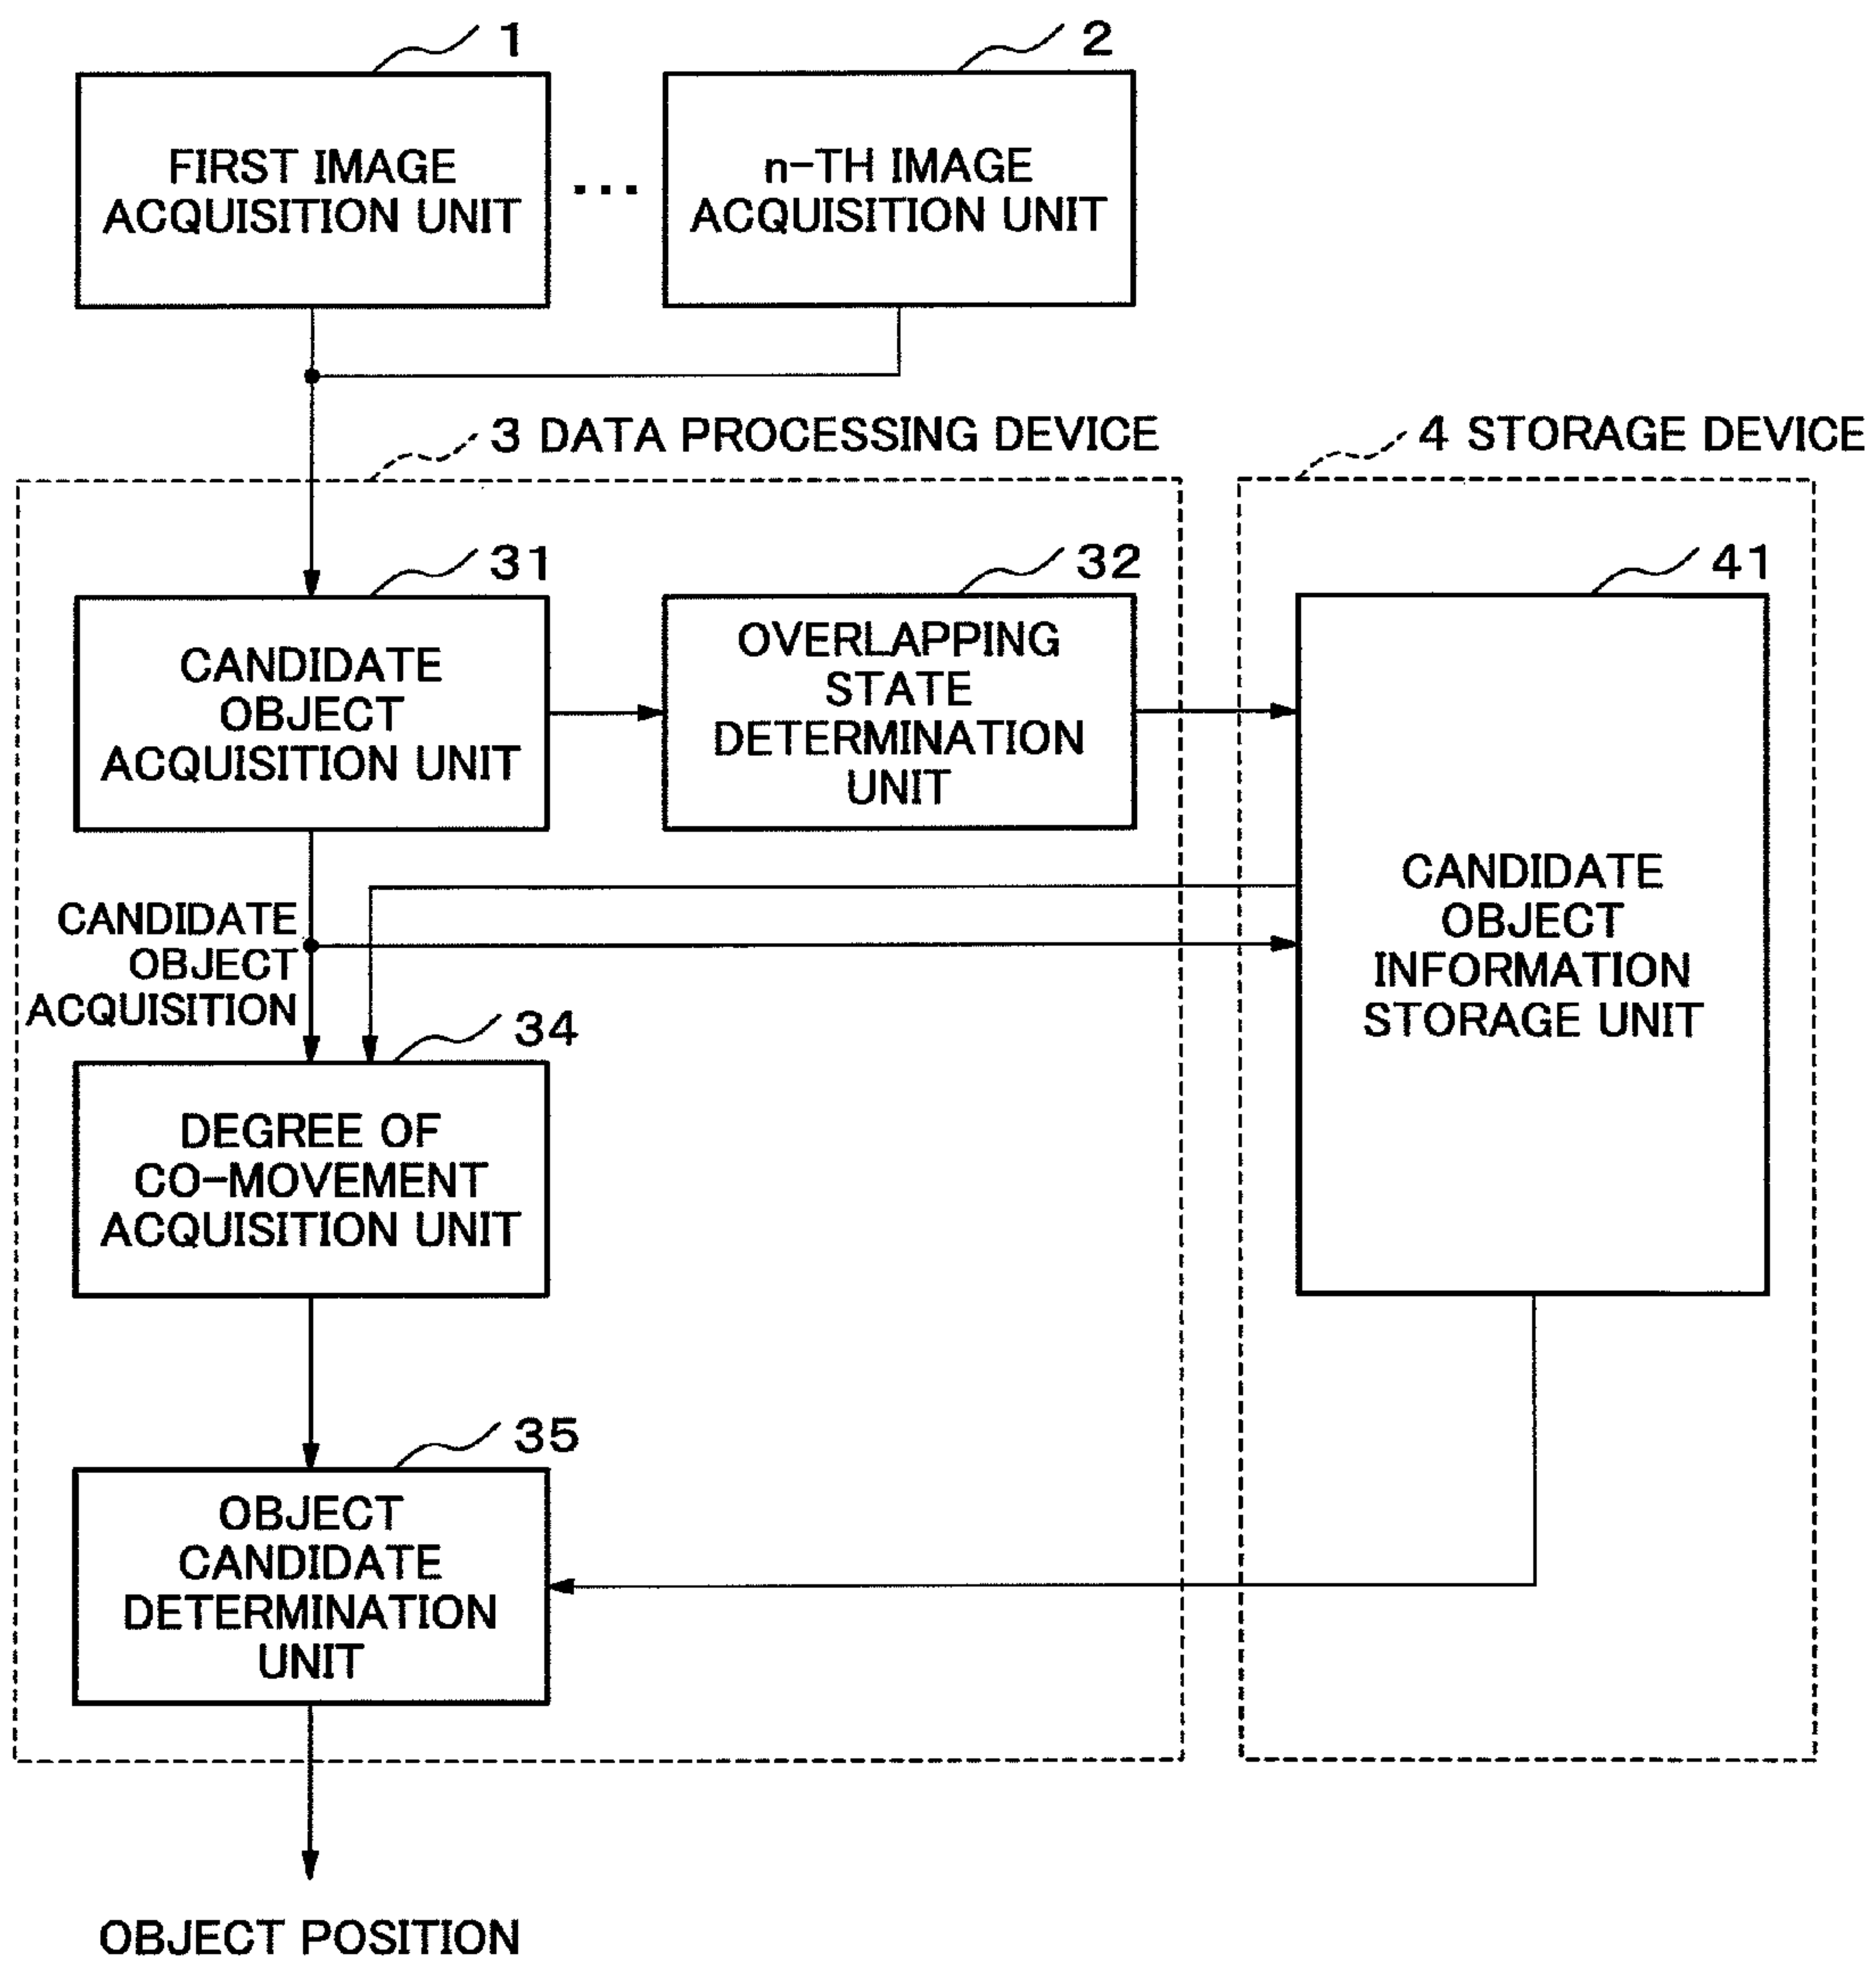 1
2
FIRST IMAGE
ACQUISITION UNIT
...
n-TH IMAGE
ACQUISITION UNIT
3 DATA PROCESSING DEVICE
4 STORAGE DEVICE
31
32
41
CANDIDATE
OBJECT
ACQUISITION UNIT
OVERLAPPING
STATE
DETERMINATION
UNIT
CANDIDATE
OBJECT
INFORMATION
STORAGE UNIT
CANDIDATE
OBJECT
ACQUISITION
34
DEGREE OF
CO-MOVEMENT
ACQUISITION UNIT
35
OBJECT
CANDIDATE
DETERMINATION
UNIT
OBJECT POSITION